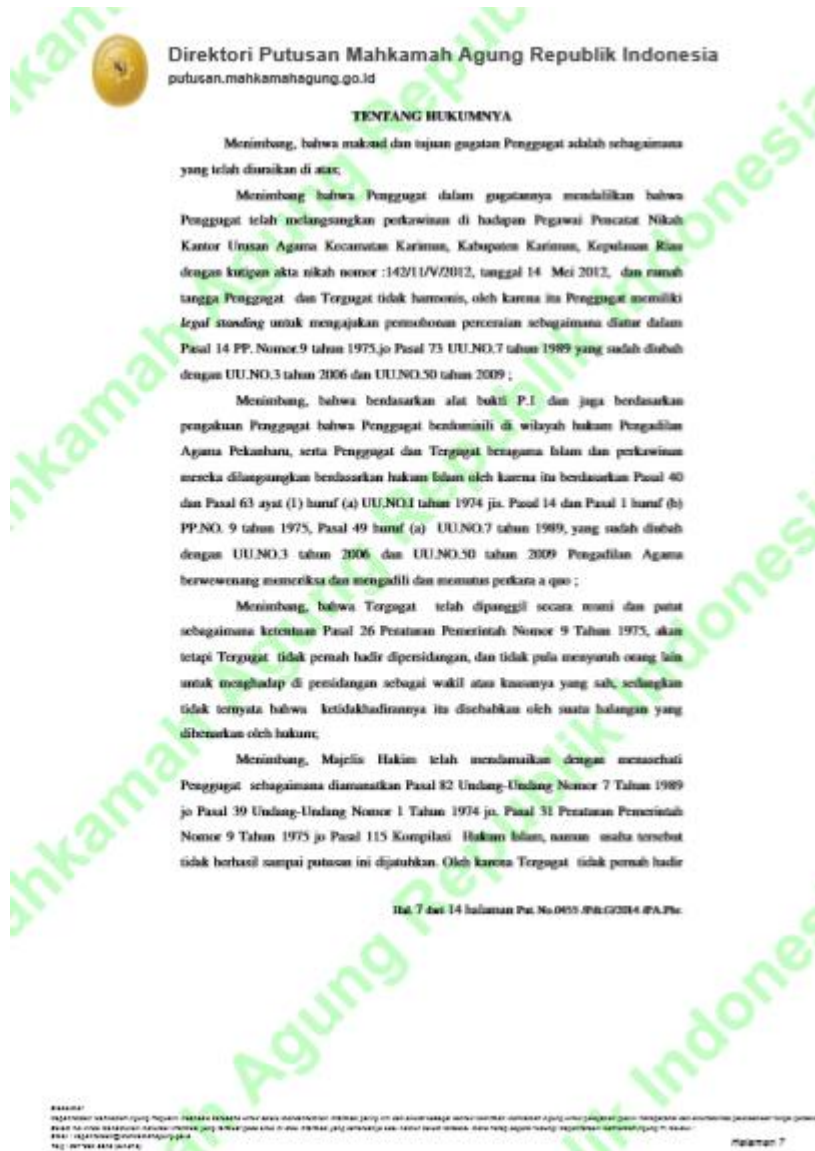 Direktori Putusan Mahkamah Agung Republik Indonesia
putusan.mahkamahagung.go.id
TENTANG HUKUMNYA
Menimbang, bahwa maksud dan tujuan gugatan Penggugat adalah sebagaimana
yang telah diuraikan di atas;
Menimbang bahwa Penggugat dalam gugatannya mendalilkan bahwa
Penggugat telah melangsungkan perkawinan di hadapan Pegawai Pencatat Nikah
Kantor Urusan Agama Kecamatan Karimun, Kabupaten Karimun, Kepulauan Riau
dengan kutipan akta nikah nomor :142/11/V/2012, tanggal 14 Mei 2012, dan rumah
tangga Penggugat dan Tergugat tidak harmonis, oleh karena itu Penggugat memiliki
legal standing untuk mengajukan permohonan perceraian sebagaimana diatur dalam
Pasal 14 PP. Nomor.9 tahun 1975.jo Pasal 73 UU.NO.7 tahun 1989 yang sudah diubah
dengan UU.NO.3 tahun 2006 dan UU.NO.50 tahun 2009 ;
Menimbang, bahwa berdasarkan alat bukti P.1 dan juga berdasarkan
pengakuan Penggugat bahwa Penggugat berdomisili di wilayah hukum Pengadilan
Agama Pekanbaru, serta Penggugat dan Tergugat beragama Islam dan perkawinan
mereka dilangsungkan berdasarkan hukum Islam oleh karena itu berdasarkan Pasal 40
dan Pasal 63 ayat (1) huruf (a) UU.NO.I tahun 1974 jis. Pasal 14 dan Pasal 1 huruf (b)
PP.NO. 9 tahun 1975, Pasal 49 huruf (a) UU.NO.7 tahun 1989, yang sudah diubah
dengan UU.NO.3 tahun 2006 dan UU.NO.50 tahun 2009 Pengadilan Agama
berwewenang memeriksa dan mengadili dan memutus perkara a quo ;
Menimbang, bahwa Tergugat telah dipanggil secara resmi dan patut
sebagaimana ketentuan Pasal 26 Peraturan Pemerintah Nomor 9 Tahun 1975, akan
tetapi Tergugat tidak pernah hadir dipersidangan, dan tidak pula menyuruh orang lain
untuk menghadap di persidangan sebagai wakil atau kuasanya yang sah, sedangkan
tidak ternyata bahwa ketidakhadirannya itu disebabkan oleh suatu halangan yang
dibenarkan oleh hukum;
Menimbang, Majelis Hakim telah mendamaikan dengan menasehati
Penggugat sebagaimana diamanatkan Pasal 82 Undang-Undang Nomor 7 Tahun 1989
jo Pasal 39 Undang-Undang Nomor 1 Tahun 1974 jo. Pasal 31 Peraturan Pemerintah
Nomor 9 Tahun 1975 jo Pasal 115 Kompilasi Hukum Islam, namun usaha tersebut
tidak berhasil sampai putusan ini dijatuhkan. Oleh karena Tergugat tidak pernah hadir
Hal. 7 dari 14 halaman Put. No.0455 /Pdt.G/2014 /PA.Pbr.
Halaman 7